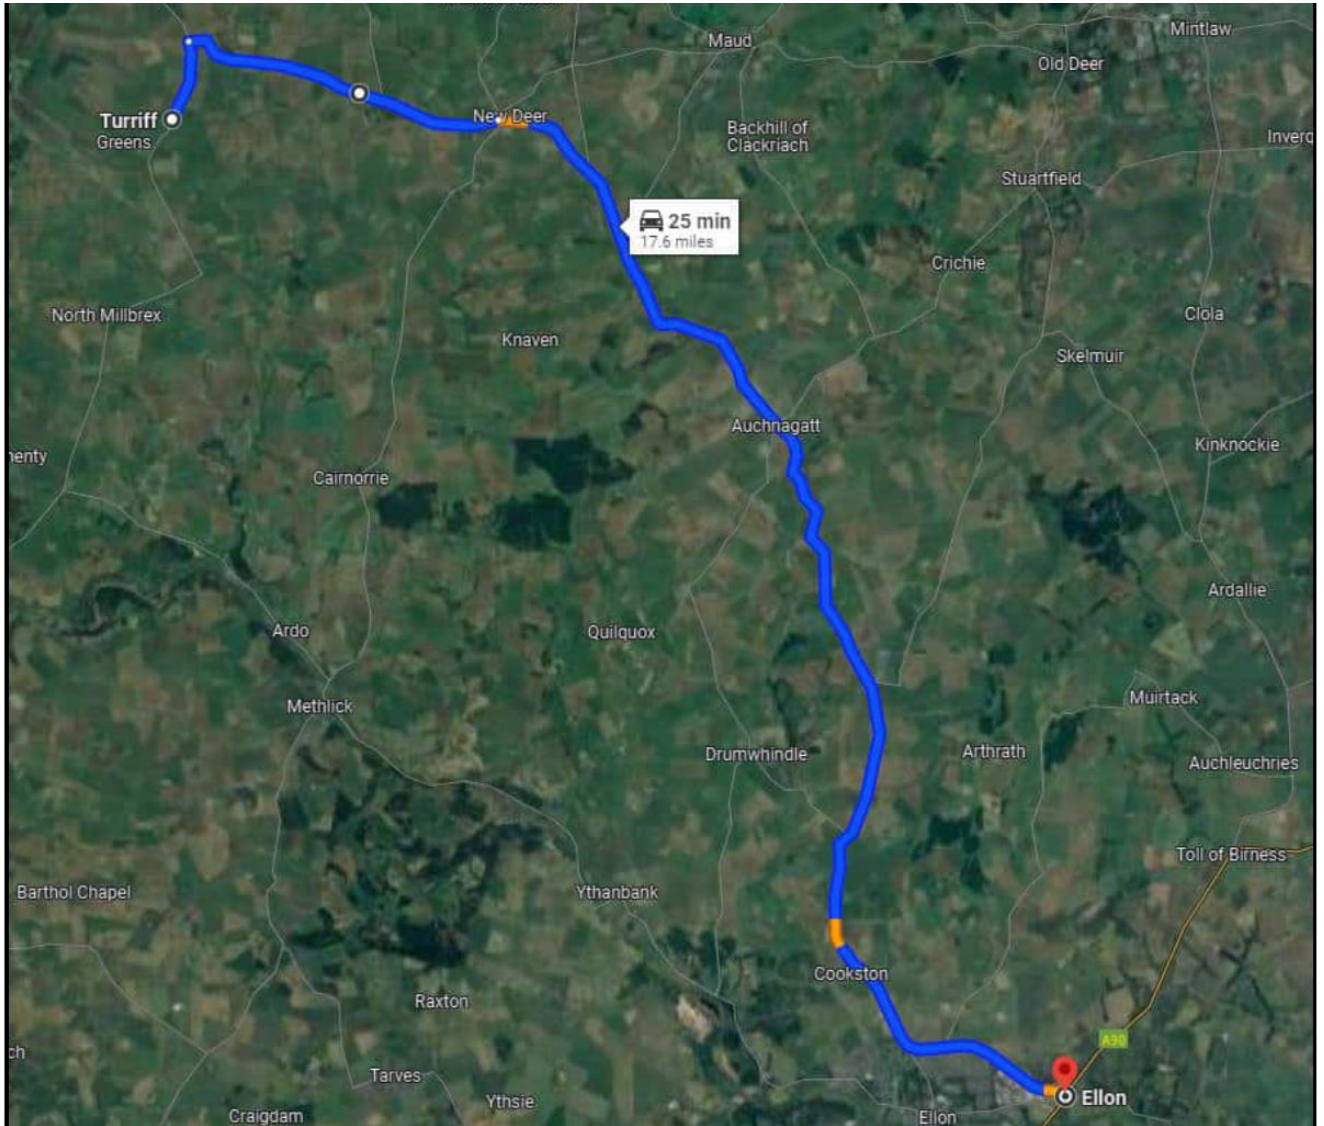 Mintlaw
Maud
Old Deer
Turriff
Greens
New Deer
Backhill of
Clackriach
Inverq
Stuartfield
25 min
17.6 miles
Crichie
North Millbrex
Clola
Knaven
Skelmuir
Auchnagatt
Kinknockie
enty
Cairnorrie
Ardallie
Ardo
Quilquox
Muirtack
Methlick
Arthrath
Drumwhindle
Auchleuchries
Toll of Birness
Barthol Chapel
Ythanbank
Cookston
Raxton
A90
ch
Tarves
Ellon
Ythsie
Craigdam
Ellon